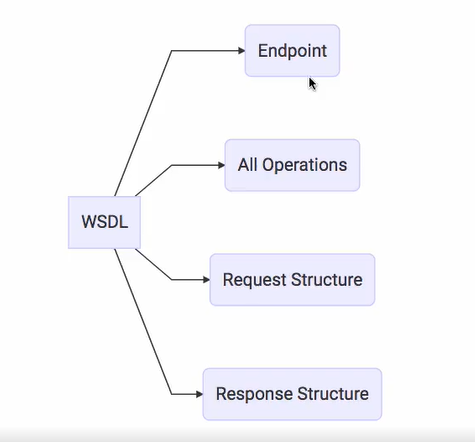 Endpoint
All Operations
WSDL
Request Structure
Response Structure